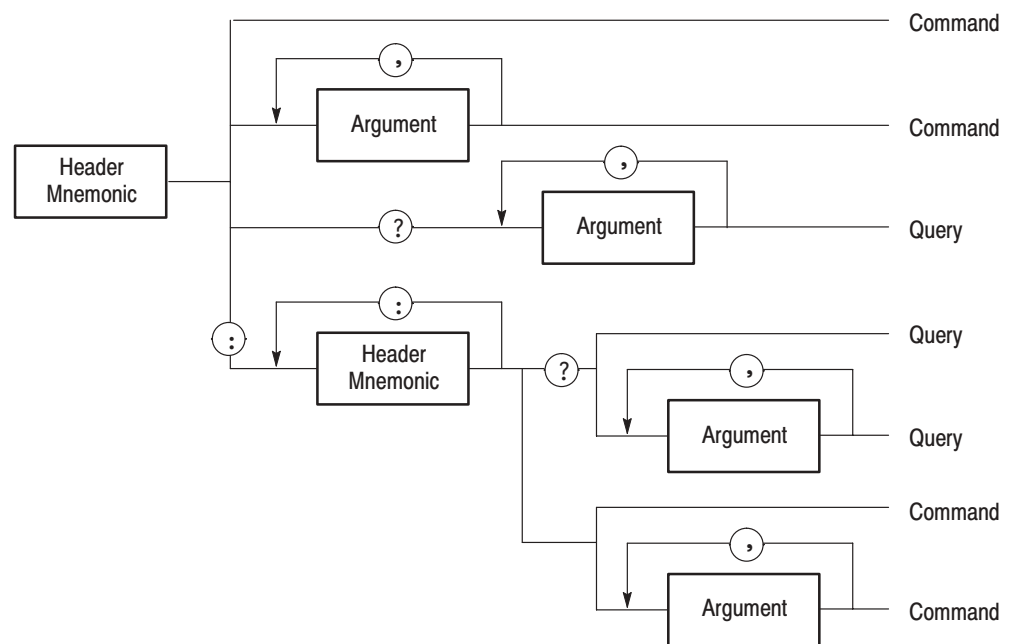 Command
,
Argument
Command
Header
Mnemonic
,
?
Argument
Query
:
:
Header
Mnemonic
?
Query
,
Argument
Query
Command
,
Argument
Command